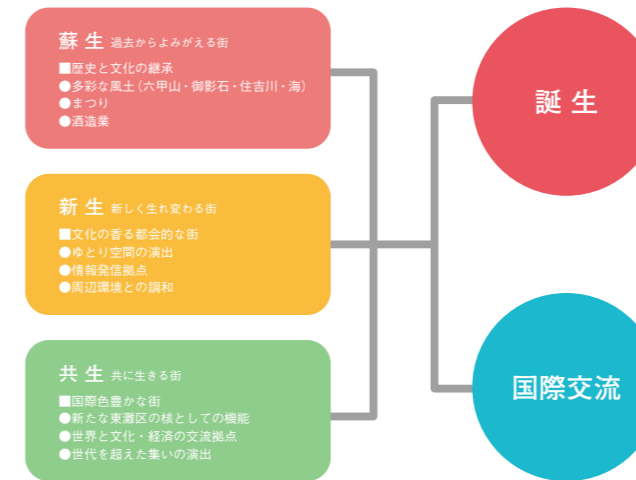 蘇生 過去からよみがえる街
■歴史と文化の継承
●多彩な風土(六甲山・御影石・住吉川・海)
●まつり
●酒造業
新生 新しく生れ変わる街
■文化の香る都会的な街
●ゆとり空間の演出
●情報発信拠点
●周辺環境との調和
共生 共に生きる街
■国際色豊かな街
●新たな東灘区の核としての機能
●世界と文化・経済の交流拠点
●世代を超えた集いの演出
誕生
国際交流